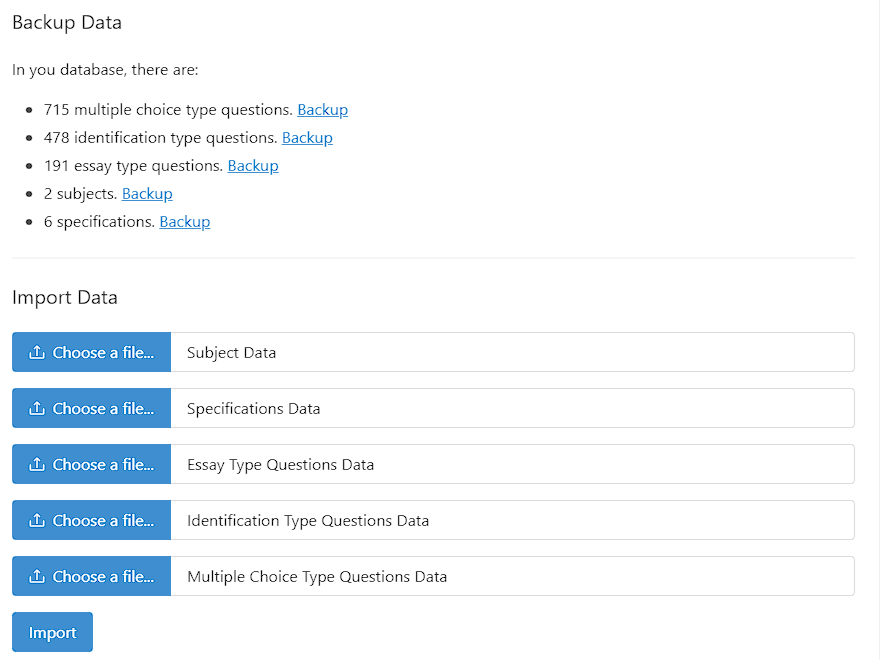 Backup Data
In you database, there are:
715 multiple choice type questions. Backup
478 identification type questions. Backup
191 essay type questions. Backup
2 subjects. Backup
6 specifications. Backup
Import Data
Choose a file... Subject Data
Choose a file... Specifications Data
Choose a file... Essay Type Questions Data
Choose a file... Identification Type Questions Data
Choose a file... Multiple Choice Type Questions Data
Import